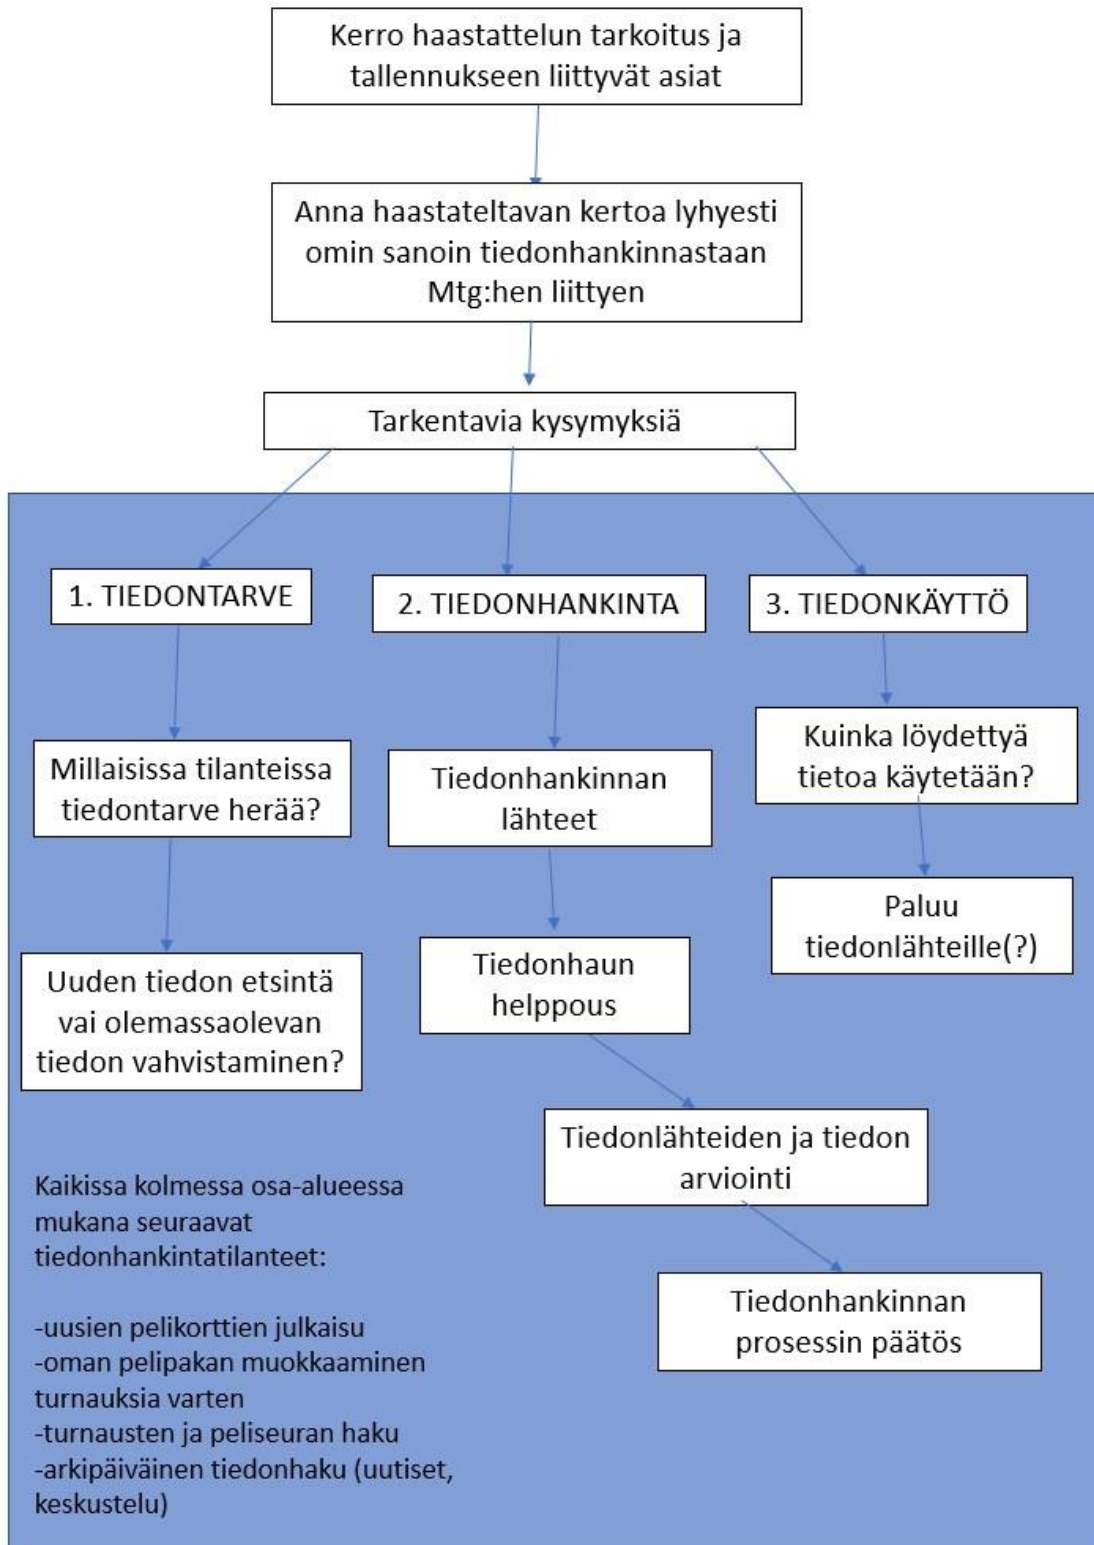 Kerro haastattelun tarkoitus ja
tallennukseen liittyvät asiat
Anna haastateltavan kertoa lyhyesti
omin sanoin tiedonhankinnastaan
Mtg:hen liittyen
Tarkentavia kysymyksiä
1. TIEDONTARVE
Millaisissa tilanteissa
tiedontarve herää?
Uuden tiedon etsintä
vai olemassaolevan
tiedon vahvistaminen?
2. TIEDONHANKINTA
Tiedonhankinnan
lähteet
Tiedonhaun
helppous
Tiedonlähteiden ja tiedon
arviointi
Tiedonhankinnan
prosessin päätös
3. TIEDONKÄYTTÖ
Kuinka löydettyä
tietoa käytetään?
Paluu
tiedonlähteille(?)
Kaikissa kolmessa osa-alueessa
mukana seuraavat
tiedonhankintatilanteet:
-uusien pelikorttien julkaisu
-oman pelipakan muokkaaminen
turnauksia varten
-turnausten ja peliseuran haku
-arkipäiväinen tiedonhaku (uutiset,
keskustelu)